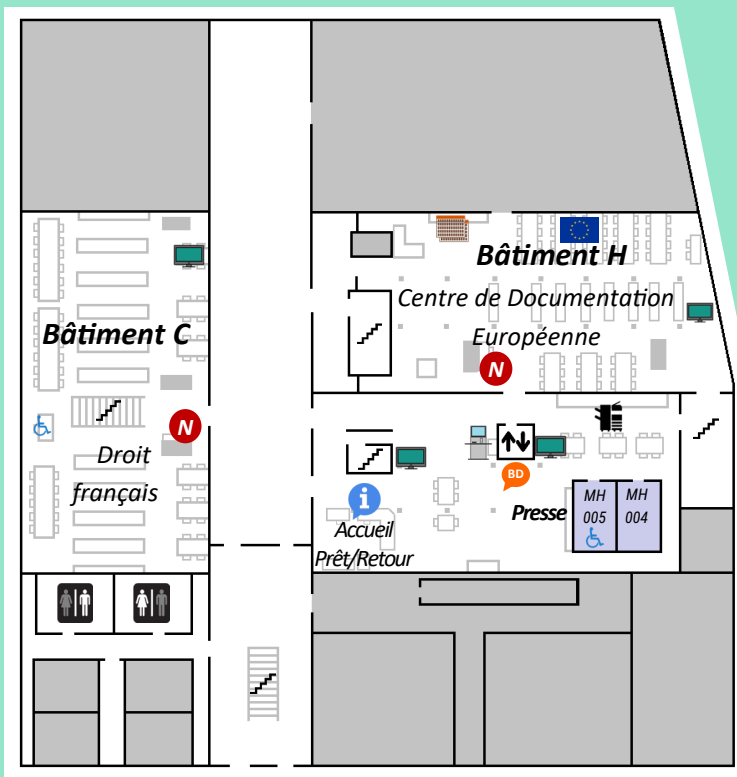 Bâtiment H
Centre de Documentation
Européenne
N
Bâtiment C
N
Droit
français
BD
i
Accueil
Prêt/Retour
Presse
MH
005
MH
004